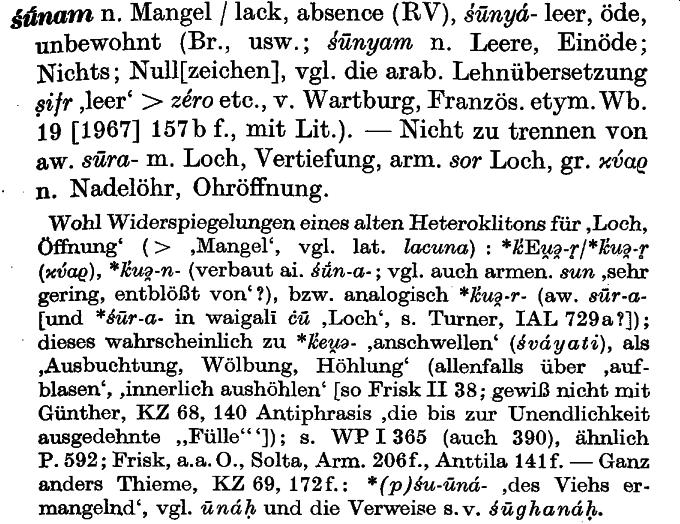 śū́nam n. Mangel / lack, absence (RV), śūnyá- leer, öde,
unbewohnt (Br., usw.; śūnyam n. Leere, Einöde;
Nichts; Null[zeichen], vgl. die arab. Lehnübersetzung
ṣifr ‚leer‘ > zéro etc., v. Wartburg, Französ. etym. Wb.
19 [1967] 157b f., mit Lit.). — Nicht zu trennen von
aw. sūra- m. Loch, Vertiefung, arm. sor Loch, gr. κύαρ
n. Nadelöhr, Ohröffnung.
Wohl Widerspiegelungen eines alten Heteroklitons für ‚Loch,
Öffnung‘ (> ‚Mangel‘, vgl. lat. lacuna) : *k̑Eu̯ə̯-r̥/*k̑uə̯-r̥
(κύαρ), *k̑uə̯-n- (verbaut ai. śū́n-a-; vgl. auch armen. sun ‚sehr
gering, entblößt von‘?), bzw. analogisch *k̑uə̯-r- (aw. sūr-a-
[und *śūr-a- in waigalī c̣ū ‚Loch‘, s. Turner, IAL 729a?]);
dieses wahrscheinlich zu *k̑eu̯ə- ‚anschwellen‘ (śváyati), als
‚Ausbuchtung, Wölbung, Höhlung‘ (allenfalls über ‚auf-
blasen‘, ‚innerlich aushöhlen‘ [so Frisk II 38; gewiß nicht mit
Günther, KZ 68, 140 Antiphrasis ‚die bis zur Unendlichkeit
ausgedehnte „Fülle“‘]); s. WP I 365 (auch 390), ähnlich
P. 592; Frisk, a.a.O., Solta, Arm. 206f., Anttila 141f. — Ganz
anders Thieme, KZ 69, 172f.: *(p)śu-ūná- ‚des Viehs er-
mangelnd‘, vgl. ūnáḥ und die Verweise s.v. śūghanáḥ.